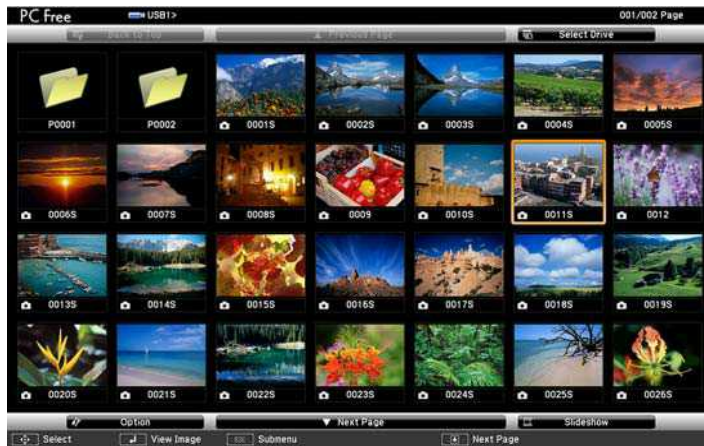 PC Free USB1> 001/002 Page
Back to Top Previous Page Select Drive
P0001 P0002 0001S 0002S 0003S 0004S 0005S
0006S 0007S 0008S 0009 0010S 0011S 0012
0013S 0014S 0015S 0016S 0017S 0018S 0019S
0020S 0021S 0022S 0023S 0024S 0025S 0026S
Option Next Page Slideshow
Select View Image Submenu Next Page